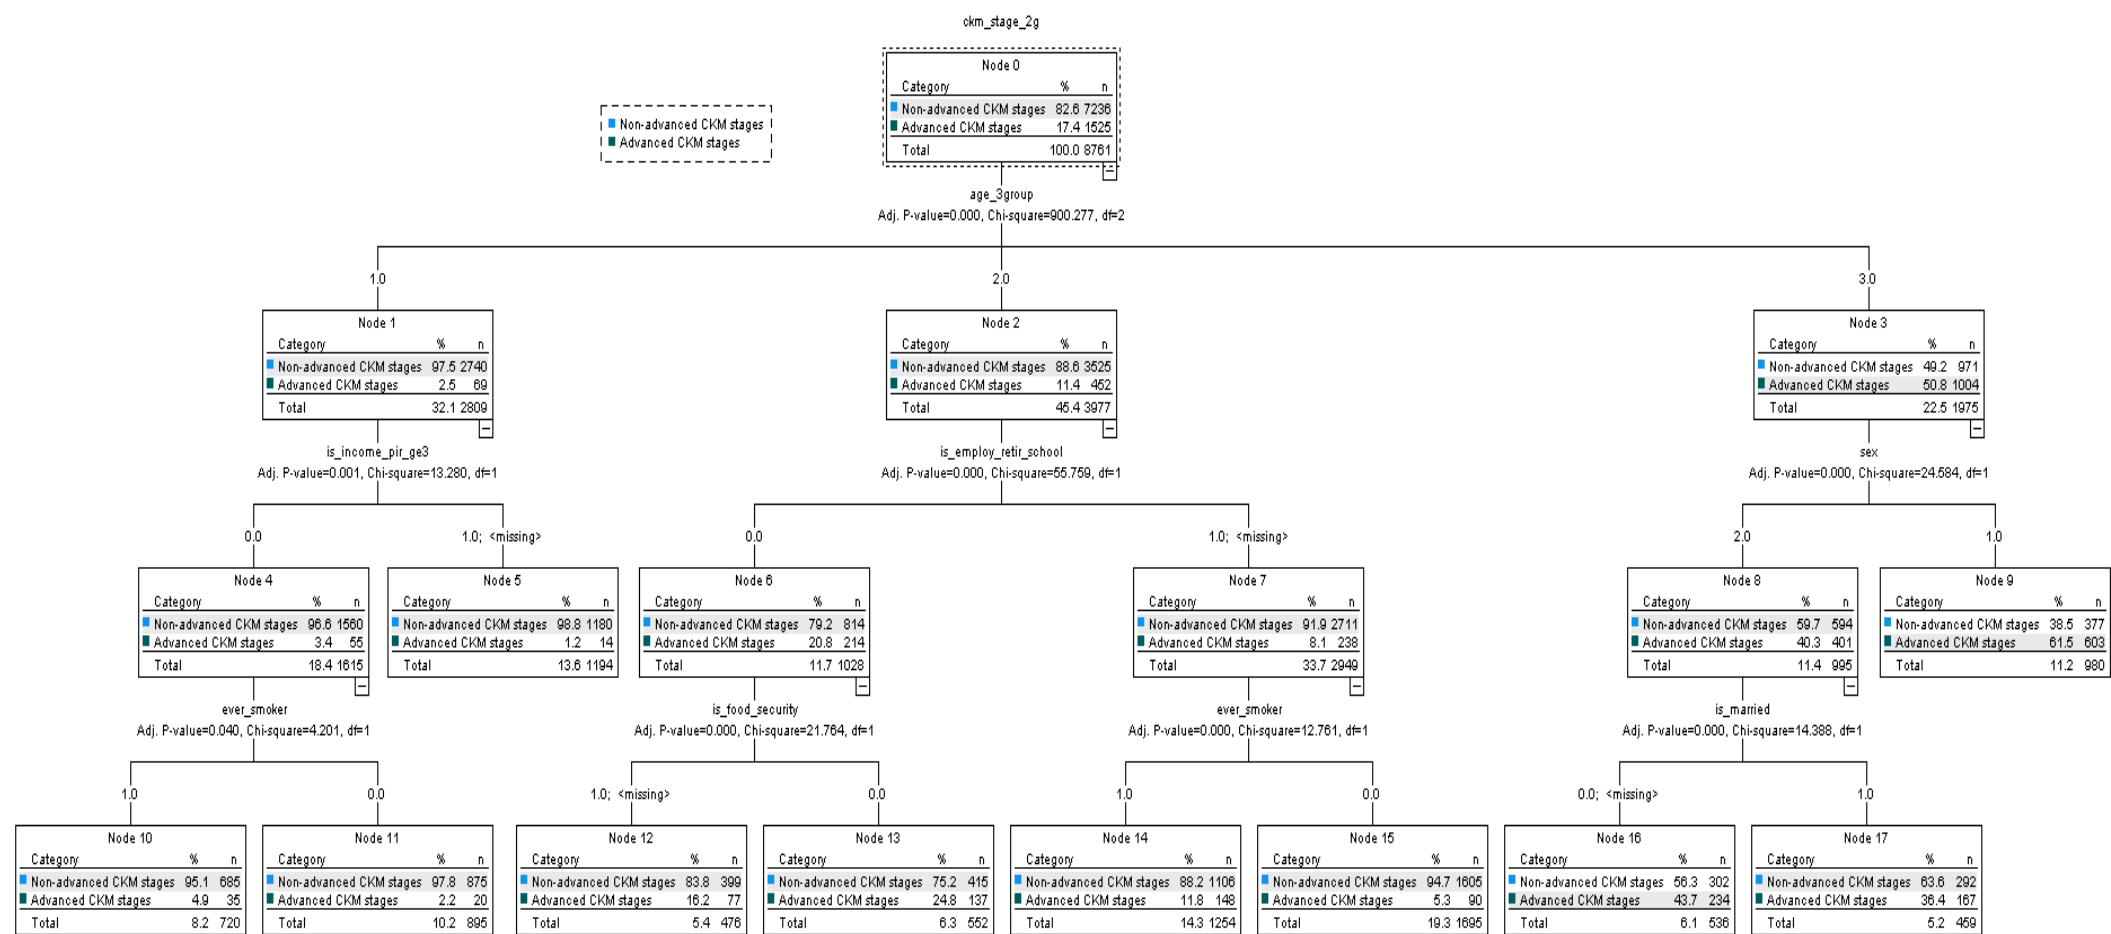 ckm_stage_2g
Node 0
Category % n
Non-advanced CKM stages 82.6 7236
Advanced CKM stages 17.4 1525
Total 100.0 8761
Non-advanced CKM stages
Advanced CKM stages
age_3group
Adj. P-value=0.000, Chi-square=900.277, df=2
1.0
2.0
3.0
Node 1
Category % n
Non-advanced CKM stages 97.5 2740
Advanced CKM stages 2.5 69
Total 32.1 2809
Node 2
Category % n
Non-advanced CKM stages 88.6 3525
Advanced CKM stages 11.4 452
Total 45.4 3977
Node 3
Category % n
Non-advanced CKM stages 49.2 971
Advanced CKM stages 50.8 1004
Total 22.5 1975
is_income_pir_ge3
Adj. P-value=0.001, Chi-square=13.280, df=1
is_employ_retir_school
Adj. P-value=0.000, Chi-square=55.759, df=1
sex
Adj. P-value=0.000, Chi-square=24.584, df=1
0.0
1.0; <missing>
0.0
1.0; <missing>
2.0
1.0
Node 4
Category % n
Non-advanced CKM stages 96.6 1560
Advanced CKM stages 3.4 55
Total 18.4 1615
Node 5
Category % n
Non-advanced CKM stages 98.8 1180
Advanced CKM stages 1.2 14
Total 13.6 1194
Node 6
Category % n
Non-advanced CKM stages 79.2 814
Advanced CKM stages 20.8 214
Total 11.7 1028
Node 7
Category % n
Non-advanced CKM stages 91.9 2711
Advanced CKM stages 8.1 238
Total 33.7 2949
Node 8
Category % n
Non-advanced CKM stages 59.7 594
Advanced CKM stages 40.3 401
Total 11.4 995
Node 9
Category % n
Non-advanced CKM stages 38.5 377
Advanced CKM stages 61.5 603
Total 11.2 980
ever_smoker
Adj. P-value=0.040, Chi-square=4.201, df=1
is_food_security
Adj. P-value=0.000, Chi-square=21.764, df=1
ever_smoker
Adj. P-value=0.000, Chi-square=12.761, df=1
is_married
Adj. P-value=0.000, Chi-square=14.388, df=1
1.0
0.0
1.0; <missing>
0.0
1.0
0.0
0.0; <missing>
1.0
Node 10
Category % n
Non-advanced CKM stages 95.1 685
Advanced CKM stages 4.9 35
Total 8.2 720
Node 11
Category % n
Non-advanced CKM stages 97.8 875
Advanced CKM stages 2.2 20
Total 10.2 895
Node 12
Category % n
Non-advanced CKM stages 83.8 399
Advanced CKM stages 16.2 77
Total 5.4 476
Node 13
Category % n
Non-advanced CKM stages 75.2 415
Advanced CKM stages 24.8 137
Total 6.3 552
Node 14
Category % n
Non-advanced CKM stages 88.2 1106
Advanced CKM stages 11.8 148
Total 14.3 1254
Node 15
Category % n
Non-advanced CKM stages 94.7 1605
Advanced CKM stages 5.3 90
Total 19.3 1695
Node 16
Category % n
Non-advanced CKM stages 56.3 302
Advanced CKM stages 43.7 234
Total 6.1 536
Node 17
Category % n
Non-advanced CKM stages 63.6 292
Advanced CKM stages 36.4 167
Total 5.2 459